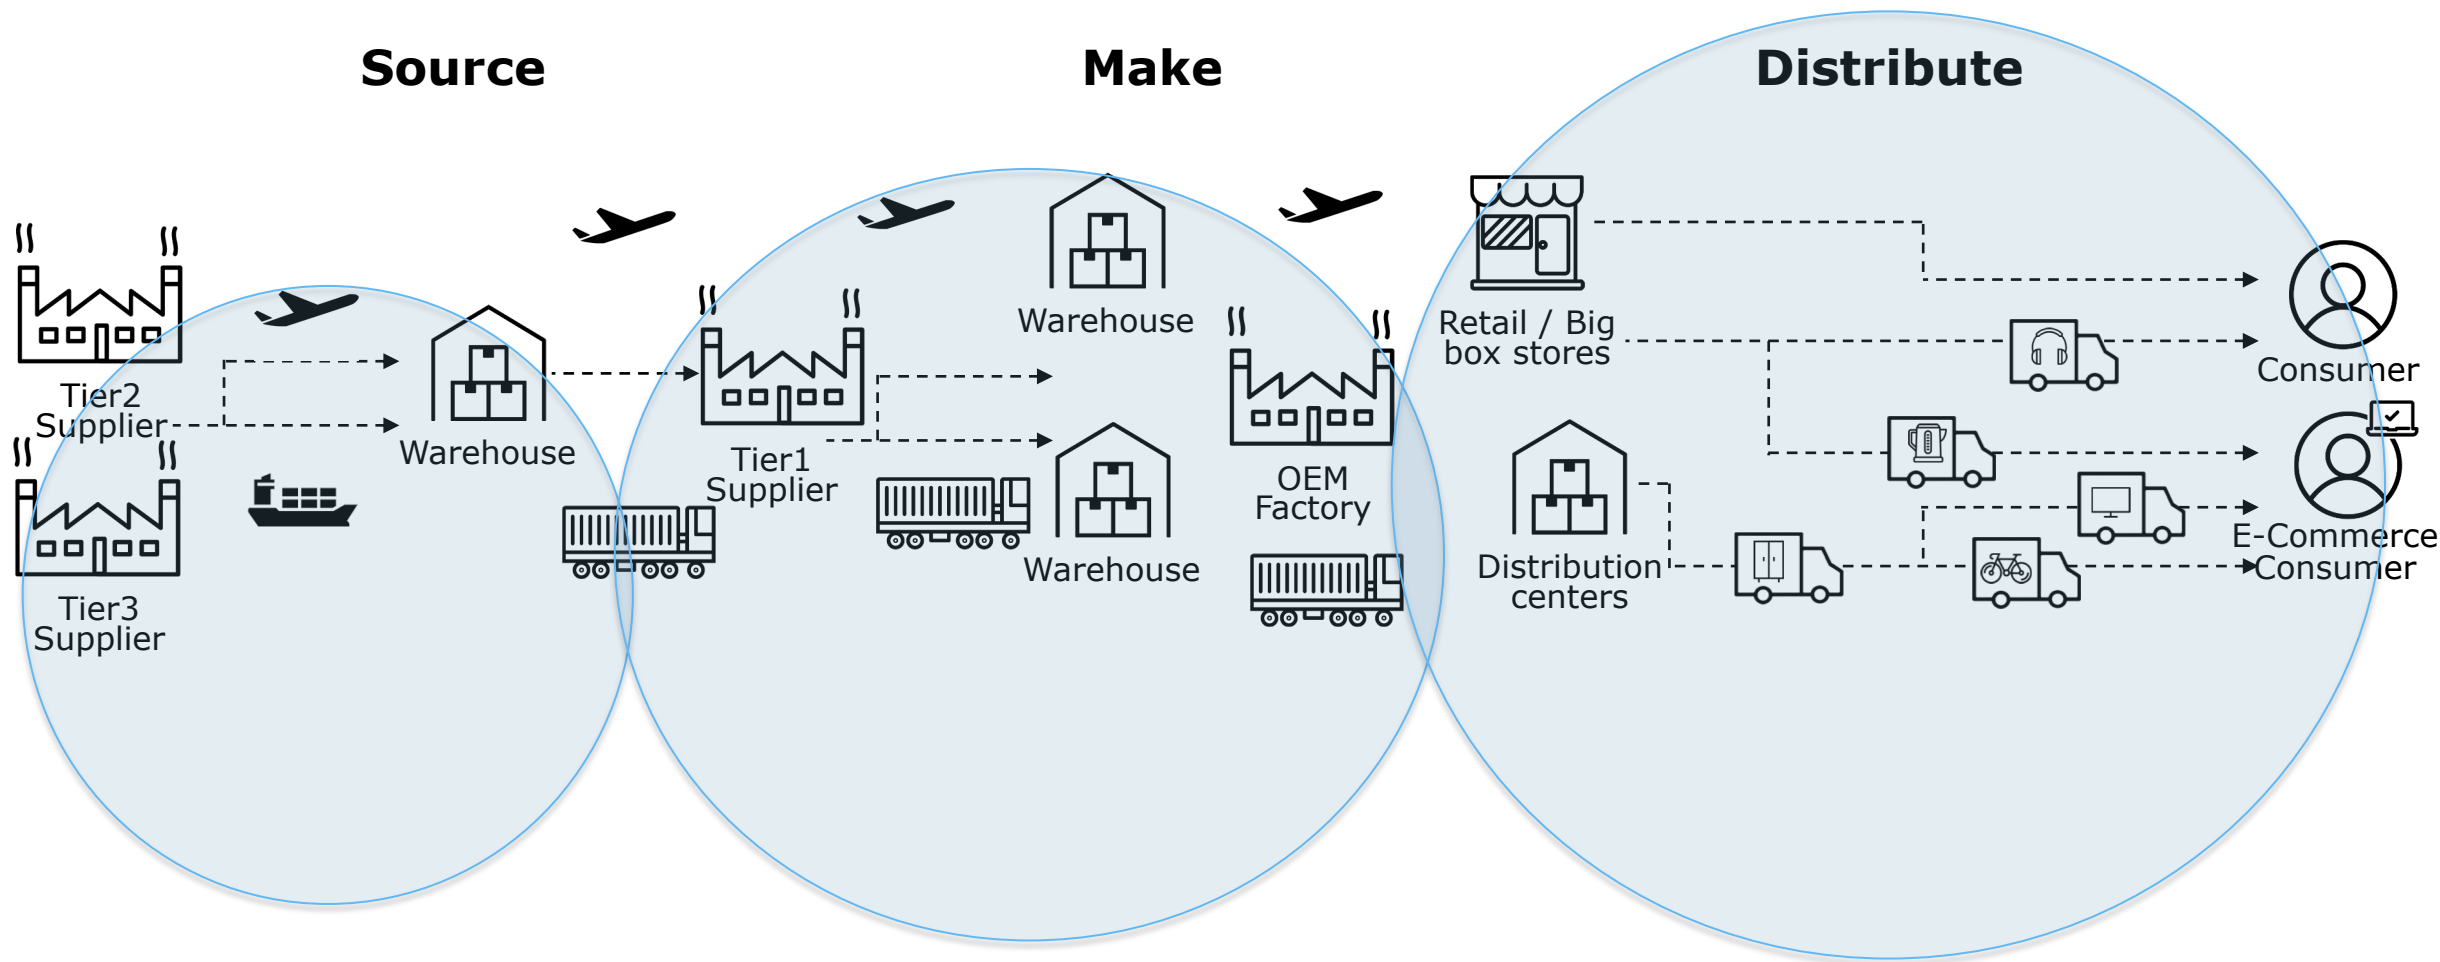 Source
Make
Distribute
Tier2
Supplier
Tier3
Supplier
Warehouse
Tier1
Supplier
Warehouse
Warehouse
OEM
Factory
Retail / Big
box stores
Distribution
centers
Consumer
E-Commerce
Consumer